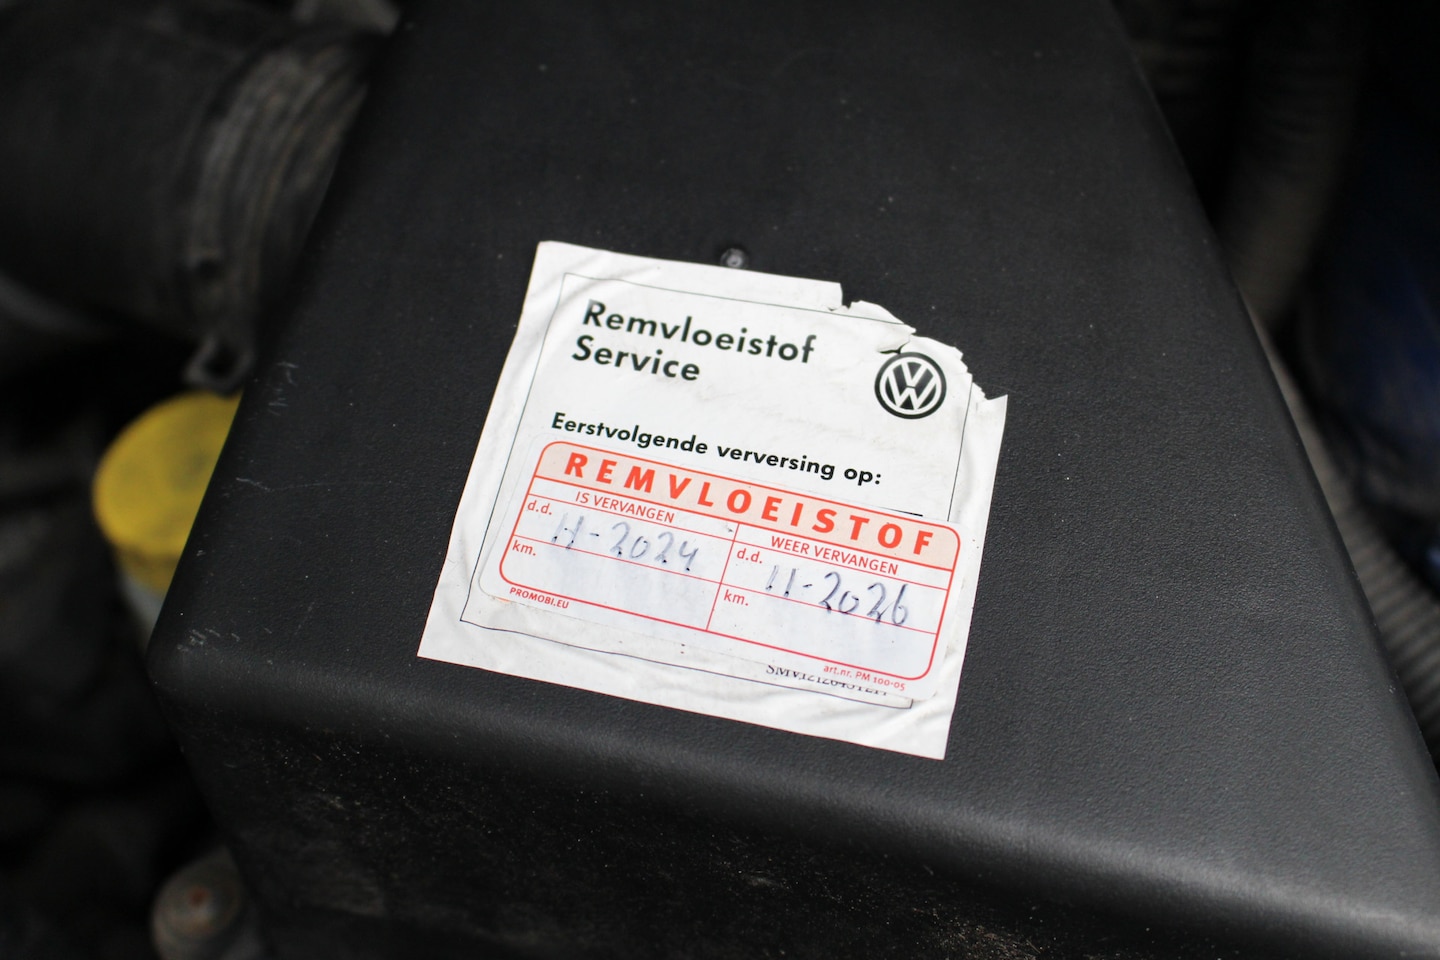 Remvloeistof
Service
Eerstvolgende verversing op:
REMVLOEISTOF
IS VERVANGEN
d.d. 11-2024
km.
WEER VERVANGEN
d.d. 11-2026
km.
PROMOBI.EU
art.nr. PM 100-05